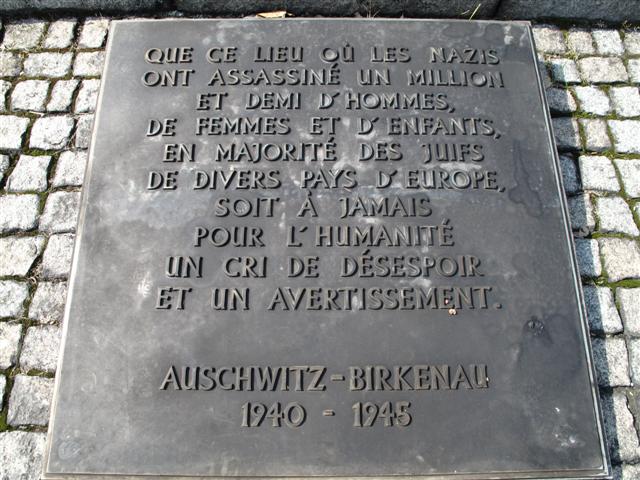 QUE CE LIEU OÙ LES NAZIS
ONT ASSASSINÉ UN MILLION
ET DEMI D'HOMMES,
DE FEMMES ET D'ENFANTS,
EN MAJORITÉ DES JUIFS
DE DIVERS PAYS D'EUROPE,
SOIT À JAMAIS
POUR L'HUMANITÉ
UN CRI DE DÉSESPOIR
ET UN AVERTISSEMENT.
AUSCHWITZ - BIRKENAU
1940 - 1945